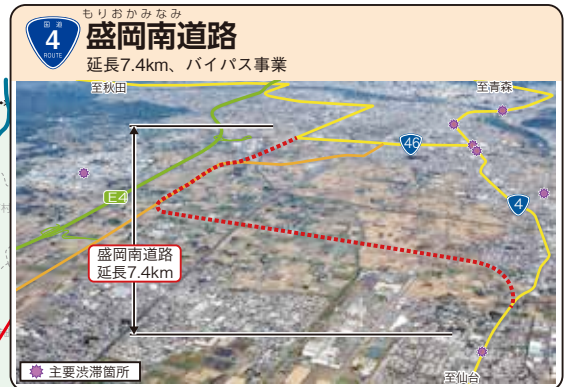 国道
4
ROUTE
もりおかみなみ
盛岡南道路
延長7.4km、バイパス事業
至秋田
至青森
46
E4
4
盛岡南道路
延長7.4km
主要渋滞箇所
至仙台
村